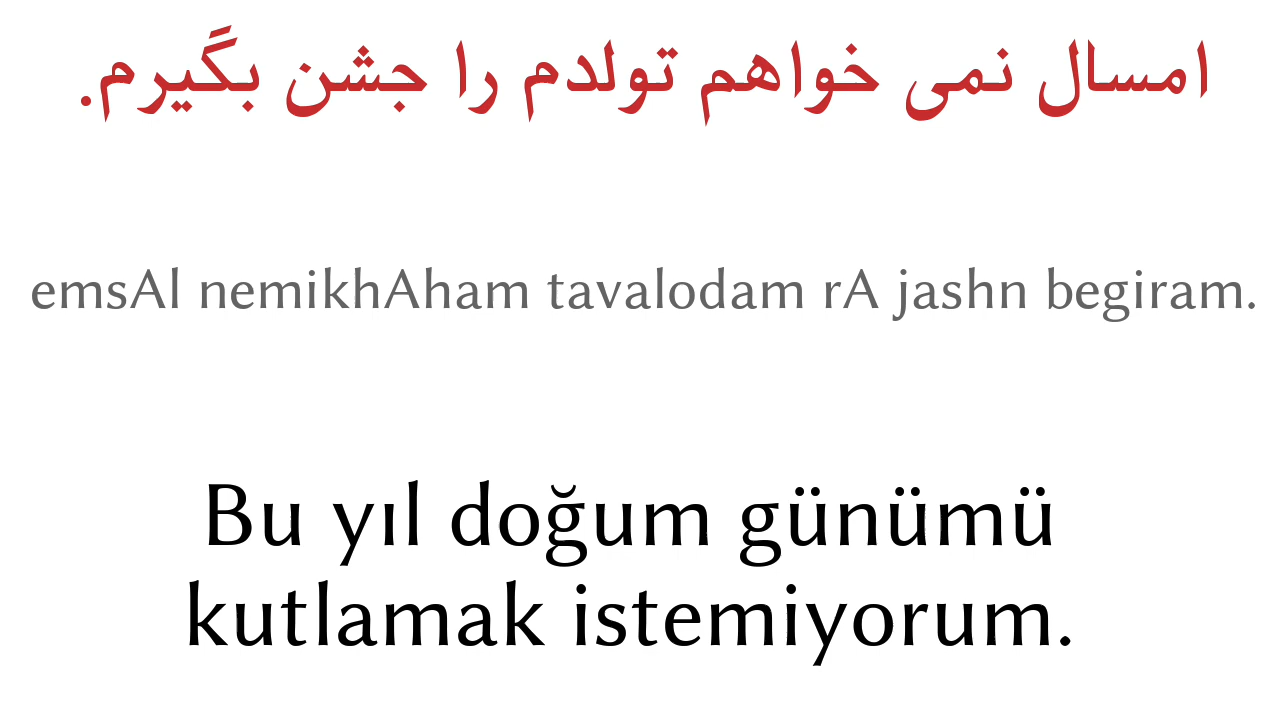 امسال نمی خواهم تولدم را جشن بگیرم.
emsAl nemikhAham tavalodam rA jashn begiram.
Bu yıl doğum günümü
kutlamak istemiyorum.